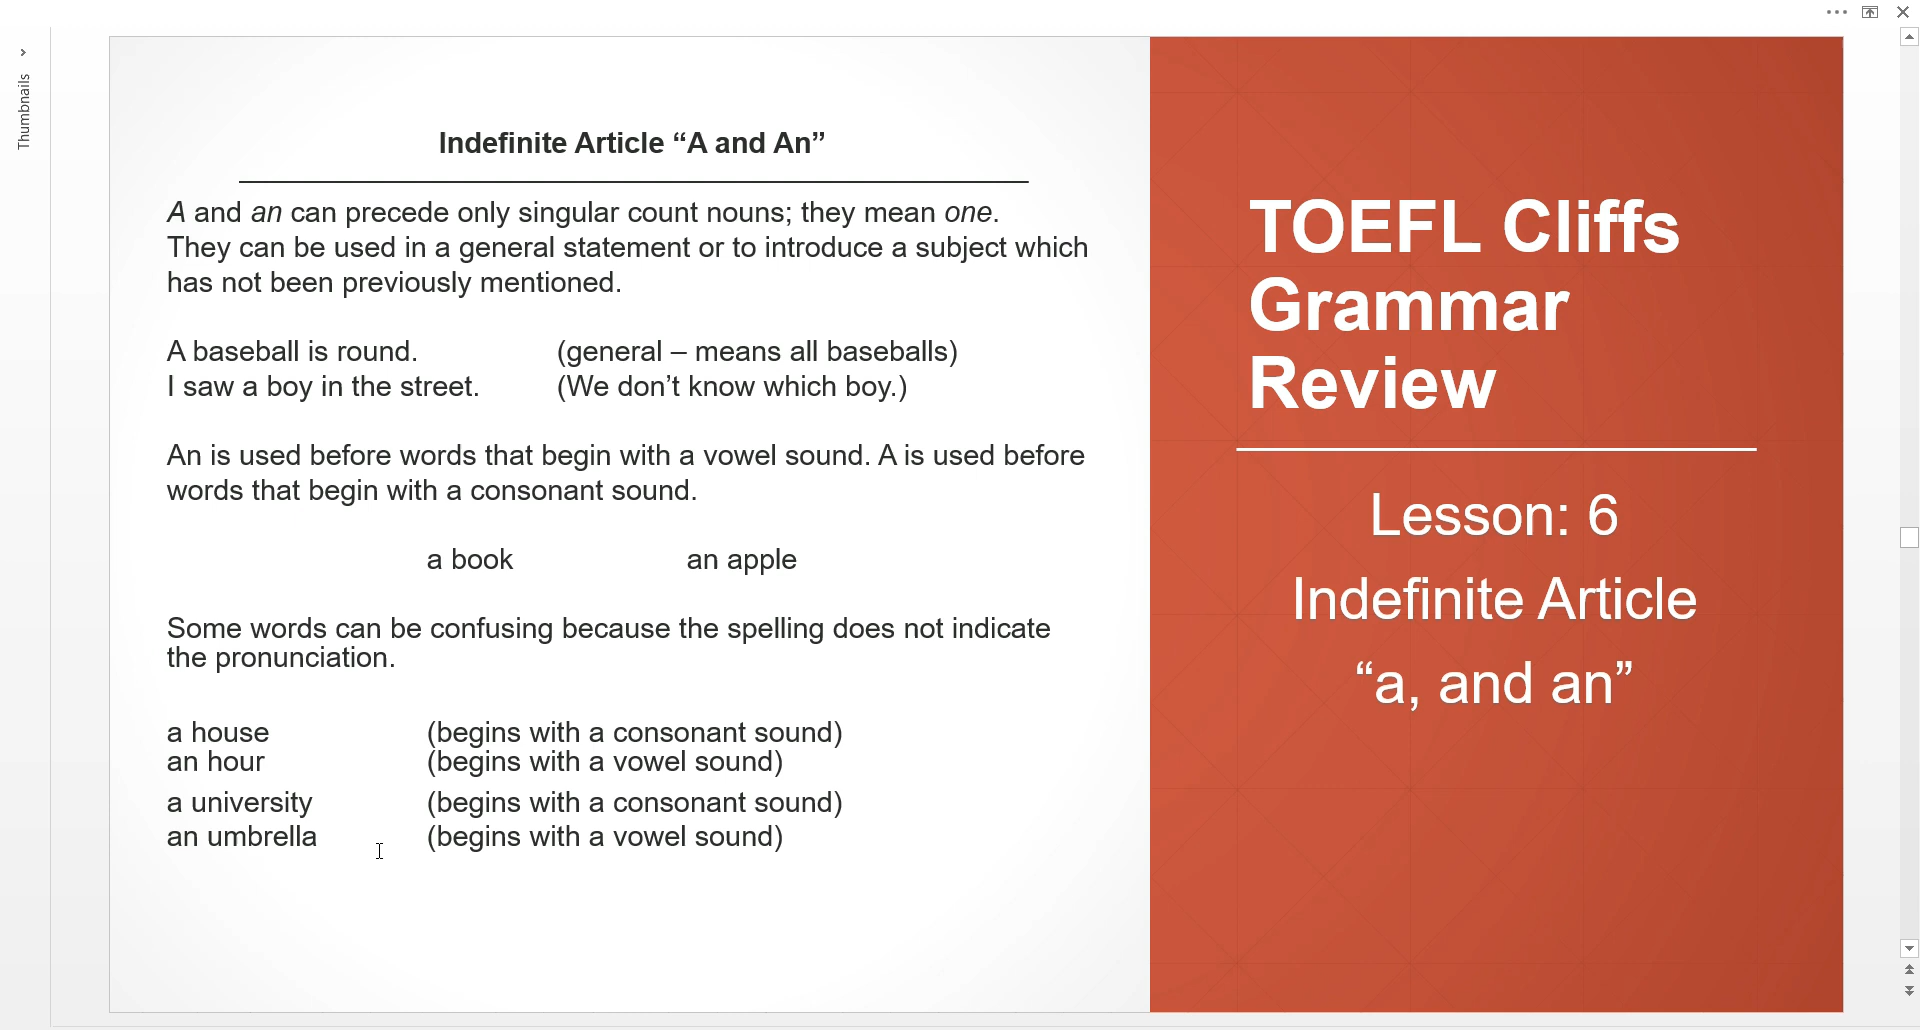 Thumbnails
Indefinite Article “A and An”
A and an can precede only singular count nouns; they mean one.
They can be used in a general statement or to introduce a subject which
has not been previously mentioned.
A baseball is round. (general – means all baseballs)
I saw a boy in the street. (We don’t know which boy.)
An is used before words that begin with a vowel sound. A is used before
words that begin with a consonant sound.
a book an apple
Some words can be confusing because the spelling does not indicate
the pronunciation.
a house (begins with a consonant sound)
an hour (begins with a vowel sound)
a university (begins with a consonant sound)
an umbrella (begins with a vowel sound)
TOEFL Cliffs
Grammar
Review
Lesson: 6
Indefinite Article
“a, and an”